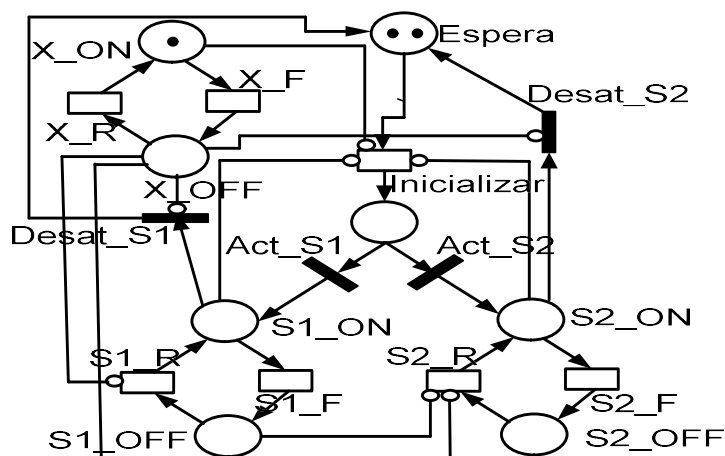 X_ON
Espera
X_F
Desat_S2
X_R
X_OFF
Inicializar
Desat_S1
Act_S1
Act_S2
S1_ON
S2_ON
S1_R
S2_R
S1_F
S2_F
S1_OFF
S2_OFF